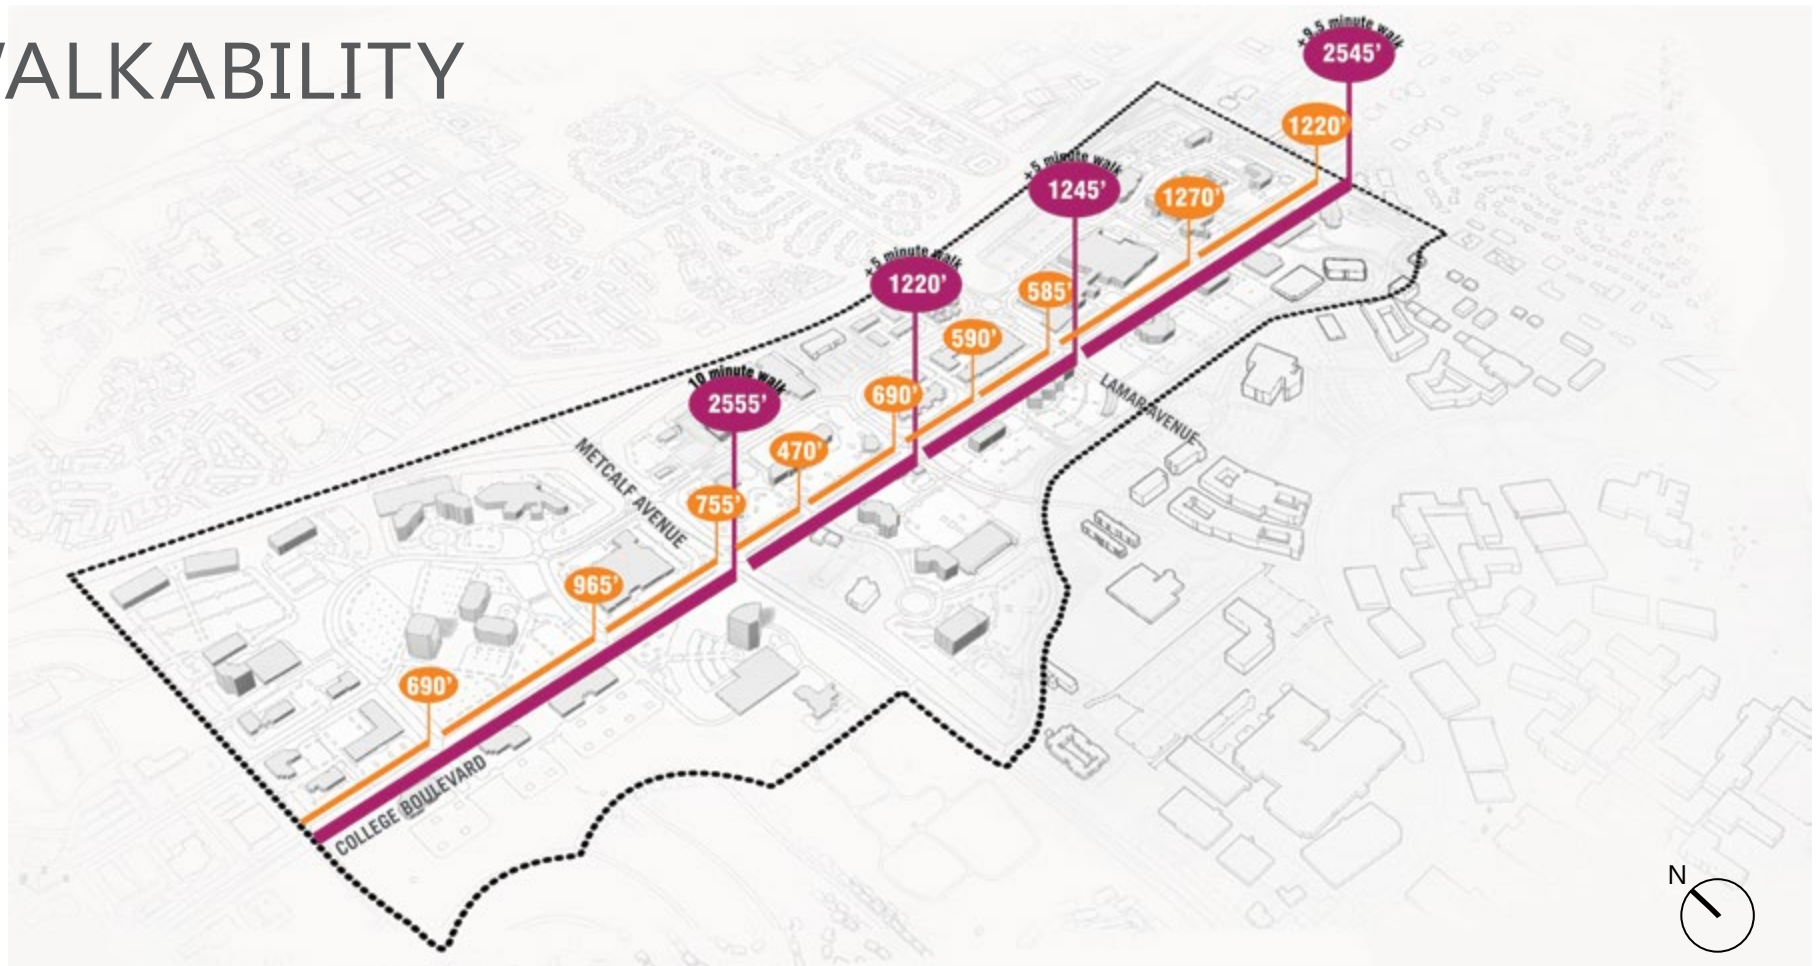 WALKABILITY
+9.5 minute walk
2545'
1220'
+5 minute walk
1245'
1270'
+5 minute walk
1220'
585'
590'
10 minute walk
2555'
690'
LAMAR AVENUE
470'
METCALF AVENUE
755'
965'
690'
COLLEGE BOULEVARD
N